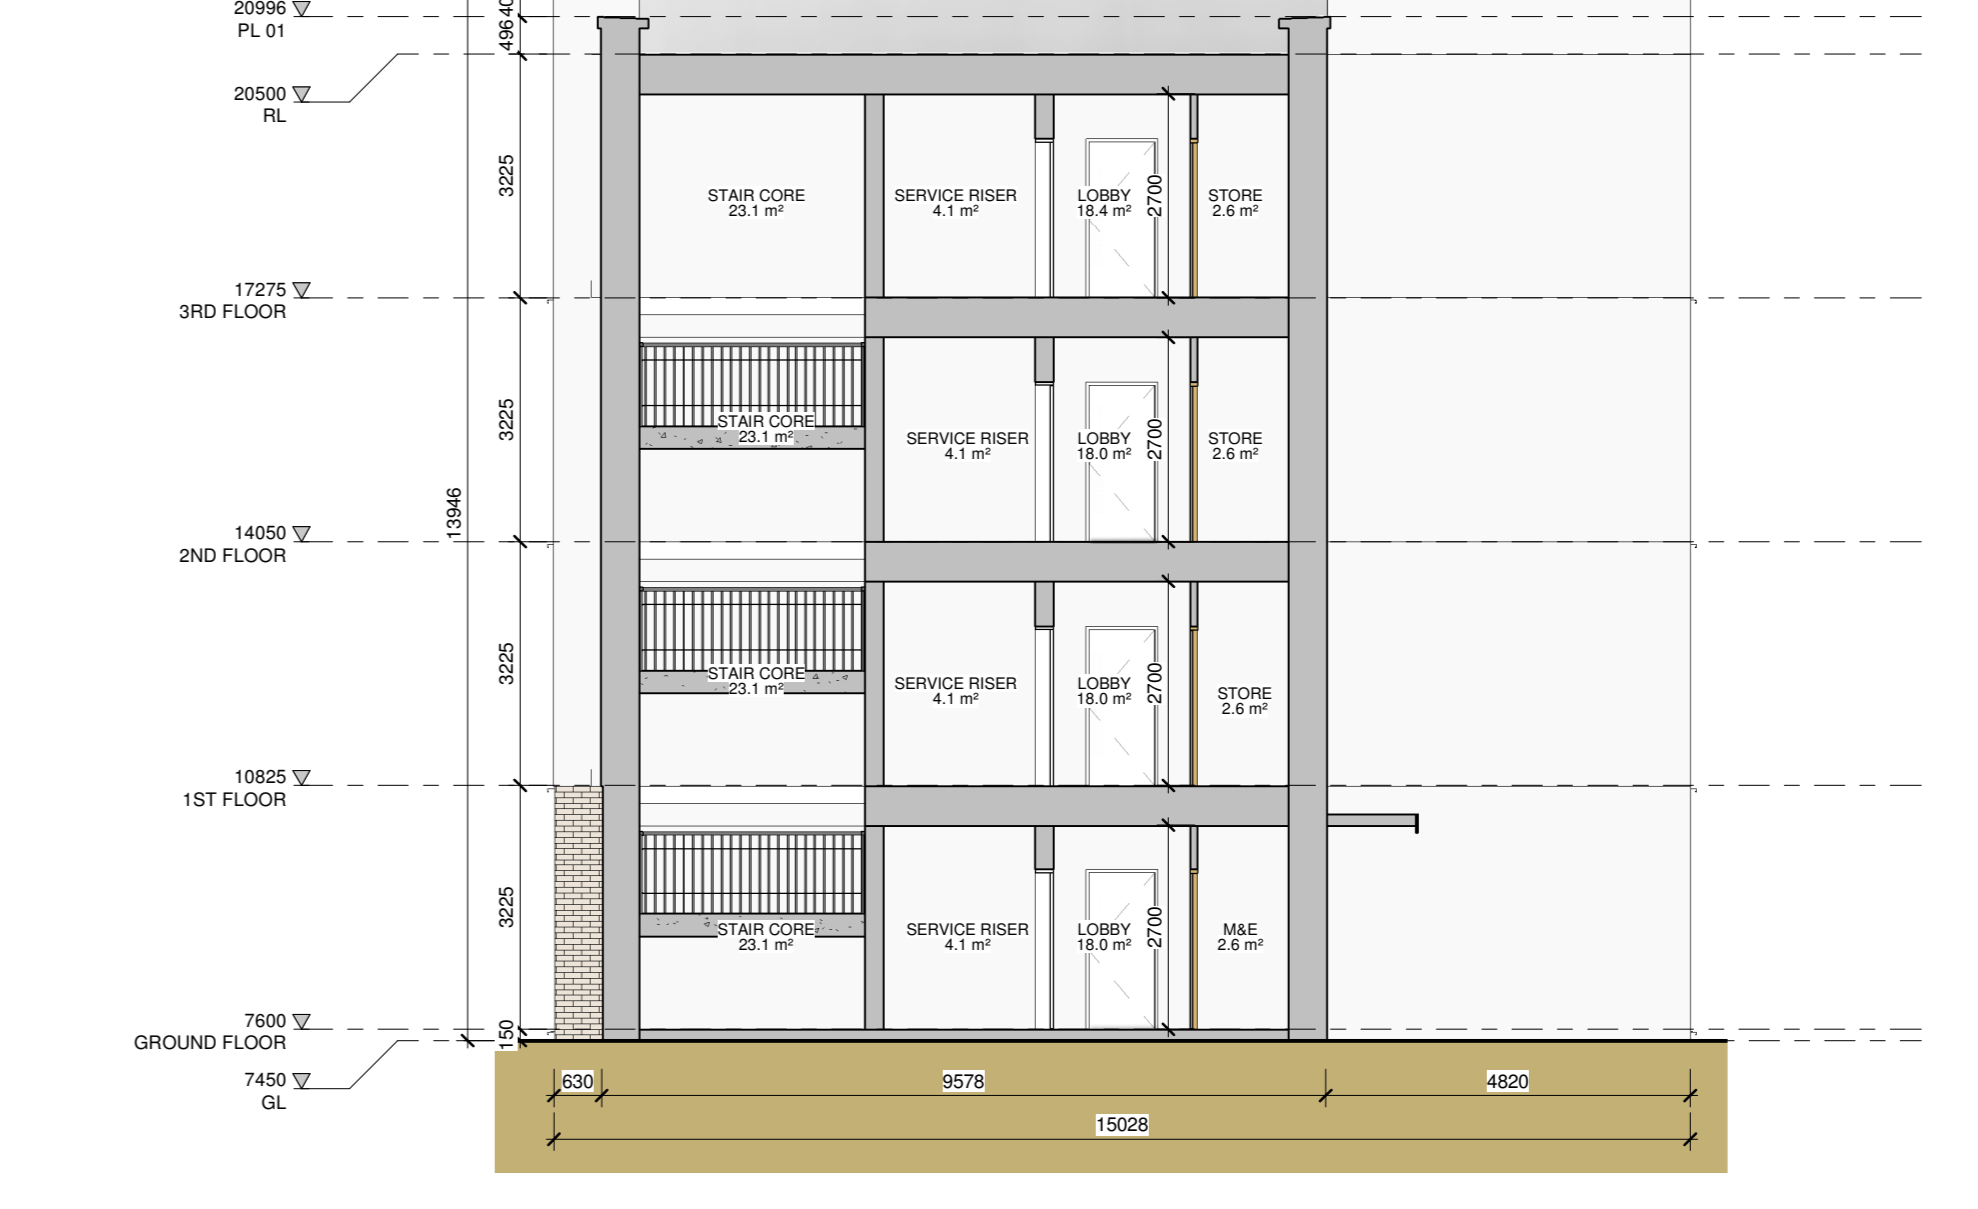 20996
PL 01
496
40
20500
RL
3225
STAIR CORE
23.1 m²
SERVICE RISER
4.1 m²
LOBBY
18.4 m²
2700
STORE
2.6 m²
17275
3RD FLOOR
3225
STAIR CORE
23.1 m²
SERVICE RISER
4.1 m²
LOBBY
18.0 m²
2700
STORE
2.6 m²
13946
14050
2ND FLOOR
3225
STAIR CORE
23.1 m²
SERVICE RISER
4.1 m²
LOBBY
18.0 m²
2700
STORE
2.6 m²
10825
1ST FLOOR
3225
STAIR CORE
23.1 m²
SERVICE RISER
4.1 m²
LOBBY
18.0 m²
2700
M&E
2.6 m²
7600
GROUND FLOOR
150
7450
GL
630
9578
4820
15028